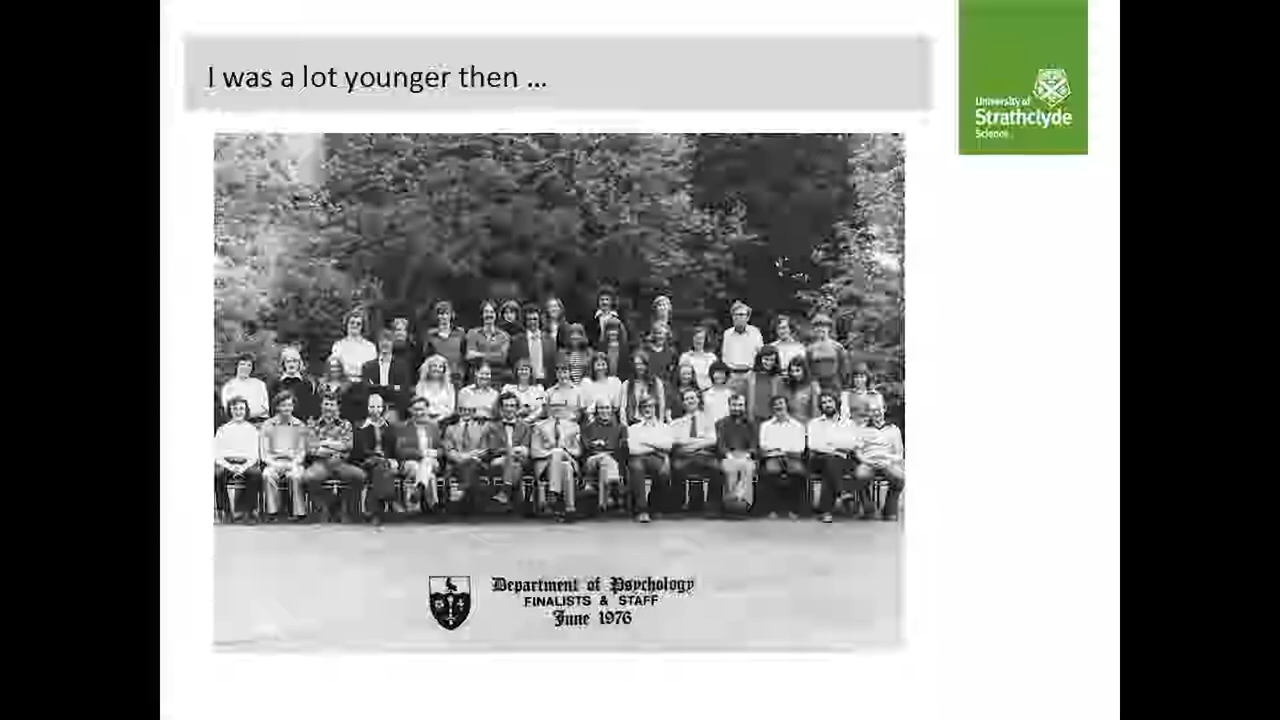 I was a lot younger then ...
University of
Strathclyde
Science
Department of Psychology
FINALISTS & STAFF
June 1976